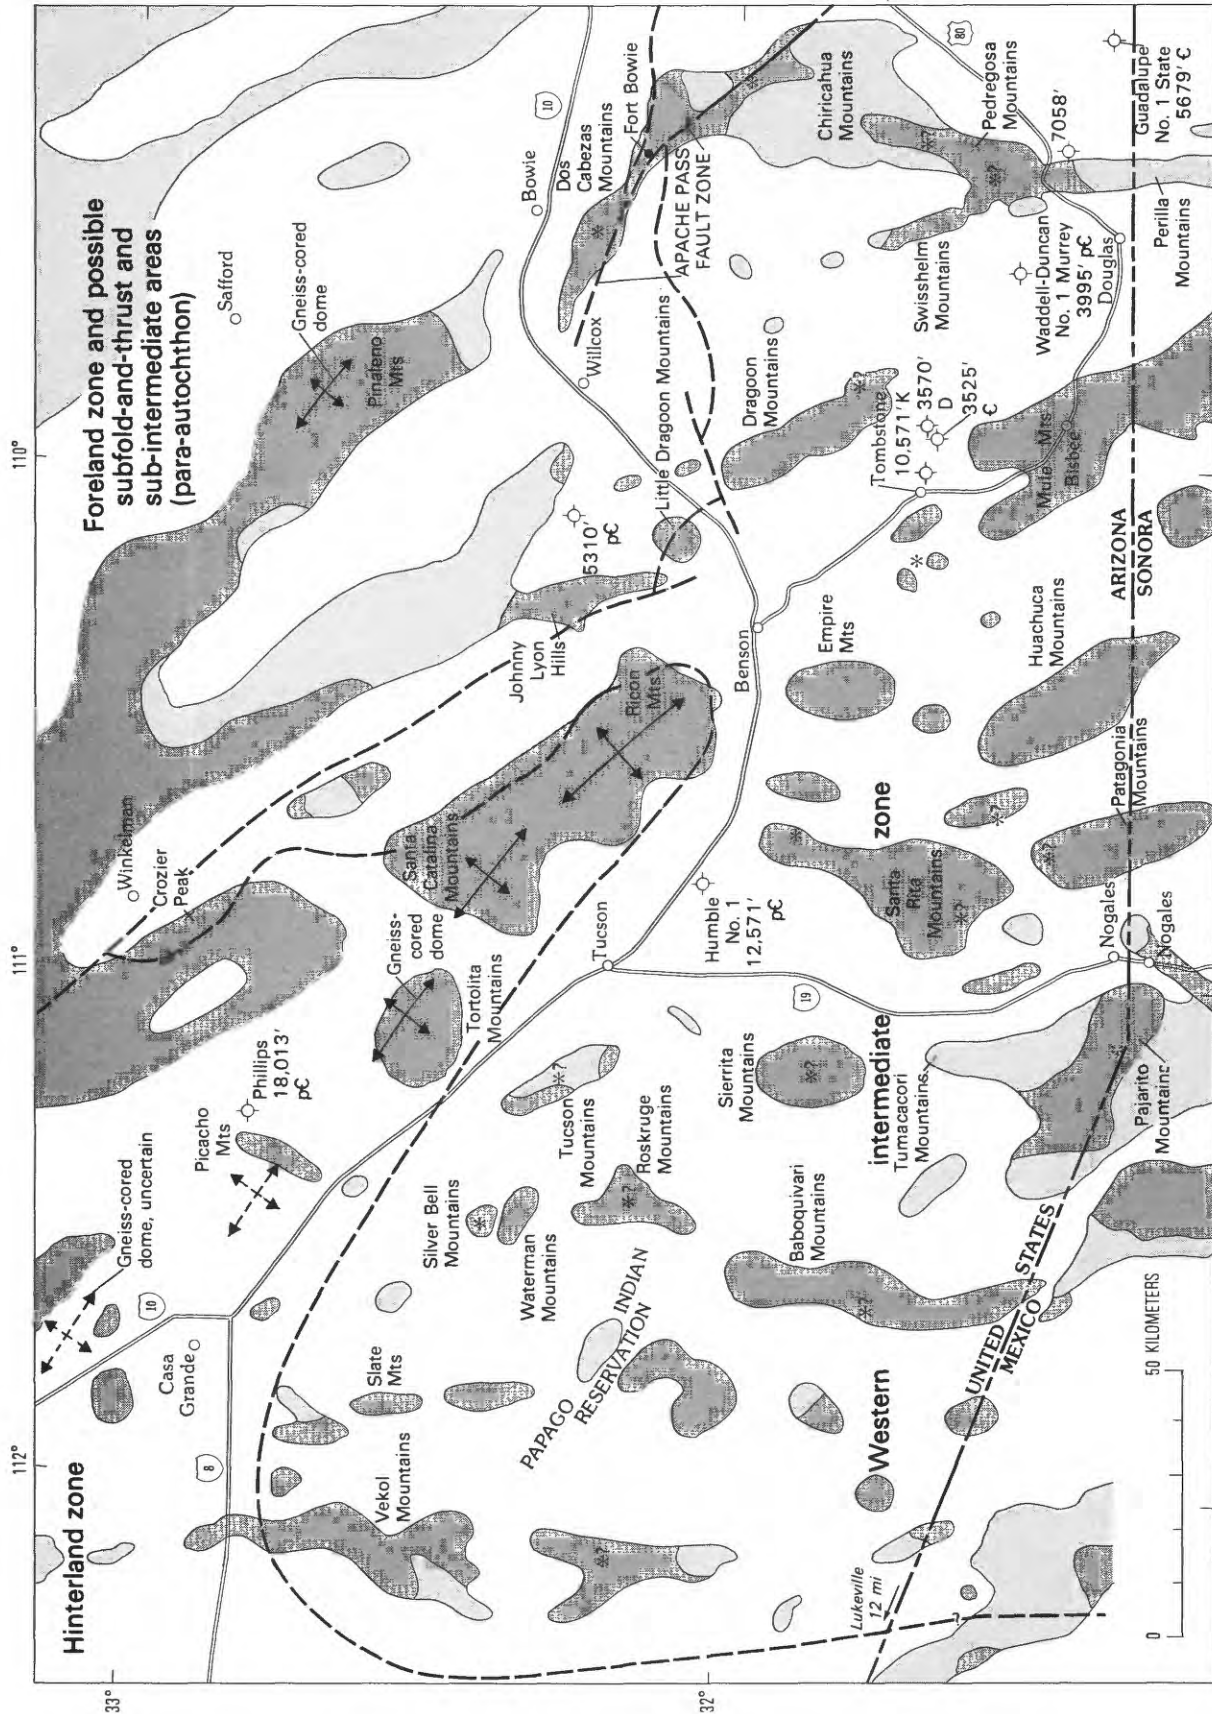 112°
111°
110°
33°
32°
Hinterland zone
Foreland zone and possible
subfold-and-thrust and
sub-intermediate areas
(para-autochthon)
Gneiss-cored
dome, uncertain
10
Casa
Grande
8
Picacho
Mts
Phillips
18,013'
p€
Winkelman
Crozier
Peak
Safford
Gneiss-cored
dome
Pinaleno
Mts
Vekol
Mountains
Slate
Mts
Silver Bell
Mountains
Waterman
Mountains
Tortolita
Mountains
Gneiss-
cored
dome
Santa
Catalina
Mountains
Rincon
Mts
Johnny
Lyon
Hills
5310'
p€
Little Dragoon Mountains
Willcox
Bowie
10
Dos
Cabezas
Mountains
*
Fort Bowie
APACHE PASS
FAULT ZONE
*
*
Tucson
Mountains
*?
Roskruge
Mountains
*?
PAPAGO INDIAN
RESERVATION
*?
Tucson
Humble
No. 1
12,571'
p€
Benson
Sierrita
Mountains
*?
19
Empire
Mts
Dragoon
Mountains
*?
Tombstone
10,571'K
3570'
D
3525'
€
Chiricahua
Mountains
80
Swisshelm
Mountains
*?
*?
Pedregosa
Mountains
Waddell-Duncan
No. 1 Murrey
3995' p€
7058'
Douglas
Perilla
Mountains
Guadalupe
No. 1 State
5679' €
Mule Mts
Bisbee
*
Western
intermediate
zone
Baboquivari
Mountains
*?
Tumacacori
Mountains
Santa
Rita
Mountains
*
*?
*?
*?
Huachuca
Mountains
Patagonia
Mountains
Nogales
Nogales
Pajarito
Mountains
Lukeville
12 mi
UNITED STATES
MEXICO
ARIZONA
SONORA
?
0
50 KILOMETERS